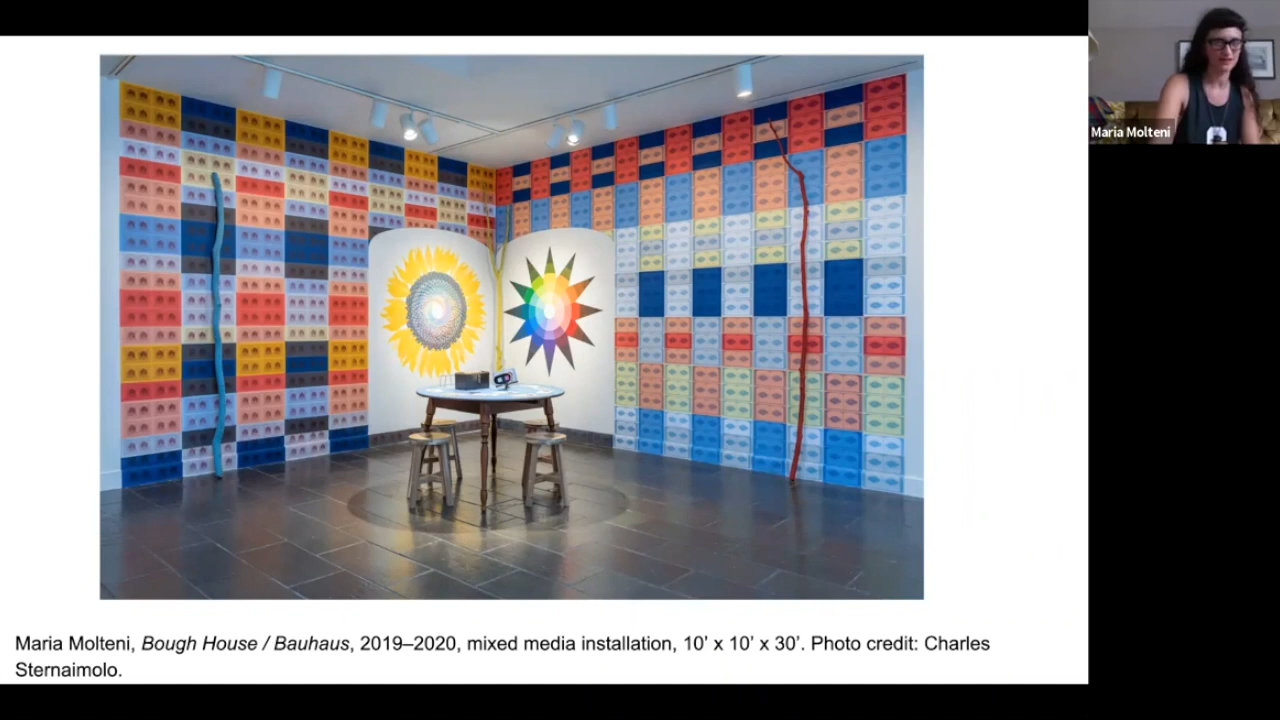 Maria Molteni
Maria Molteni, Bough House / Bauhaus, 2019–2020, mixed media installation, 10’ x 10’ x 30’. Photo credit: Charles
Sternaimolo.